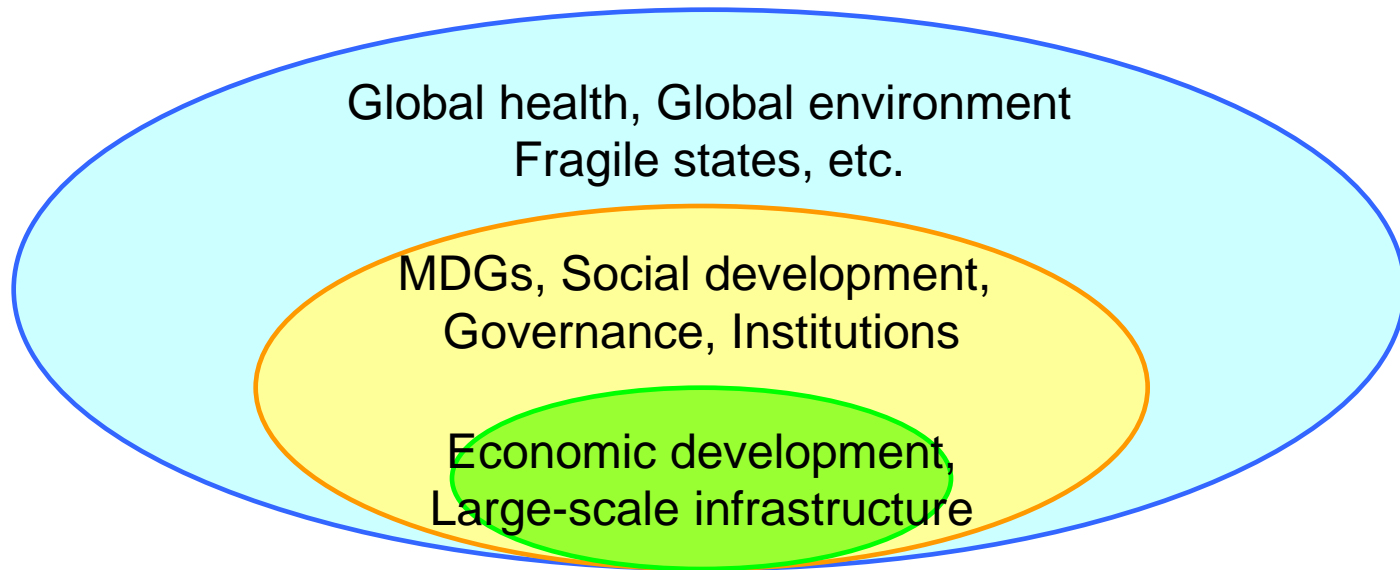 Global health, Global environment
Fragile states, etc.
MDGs, Social development,
Governance, Institutions
Economic development,
Large-scale infrastructure